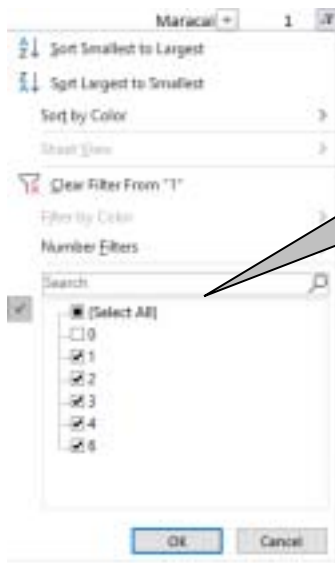 Maracai 1
Sort Smallest to Largest
Sort Largest to Smallest
Sort by Color
Sheet View
Clear Filter From "1"
Filter by Color
Number Filters
Search
(Select All)
0
1
2
3
4
6
OK Cancel